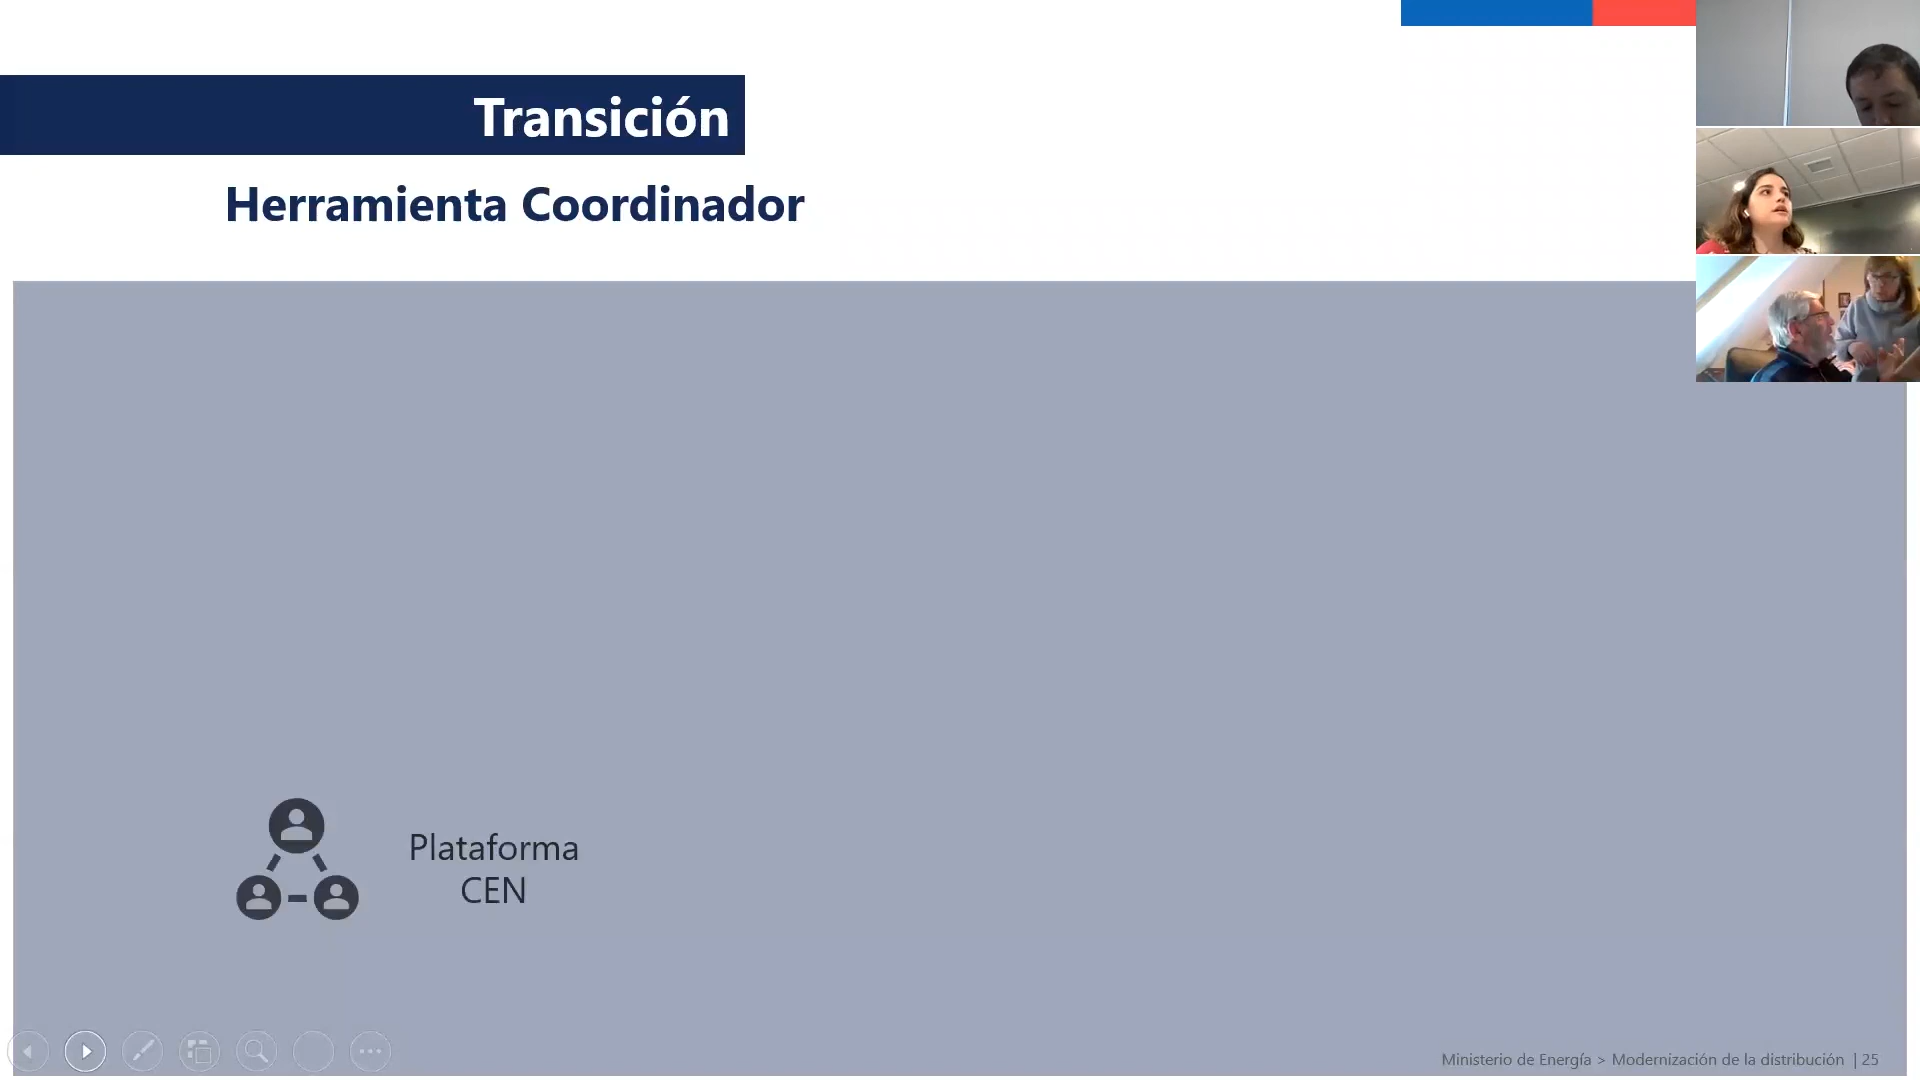 Transición
Herramienta Coordinador
Plataforma
CEN
Ministerio de Energía > Modernización de la distribución | 25